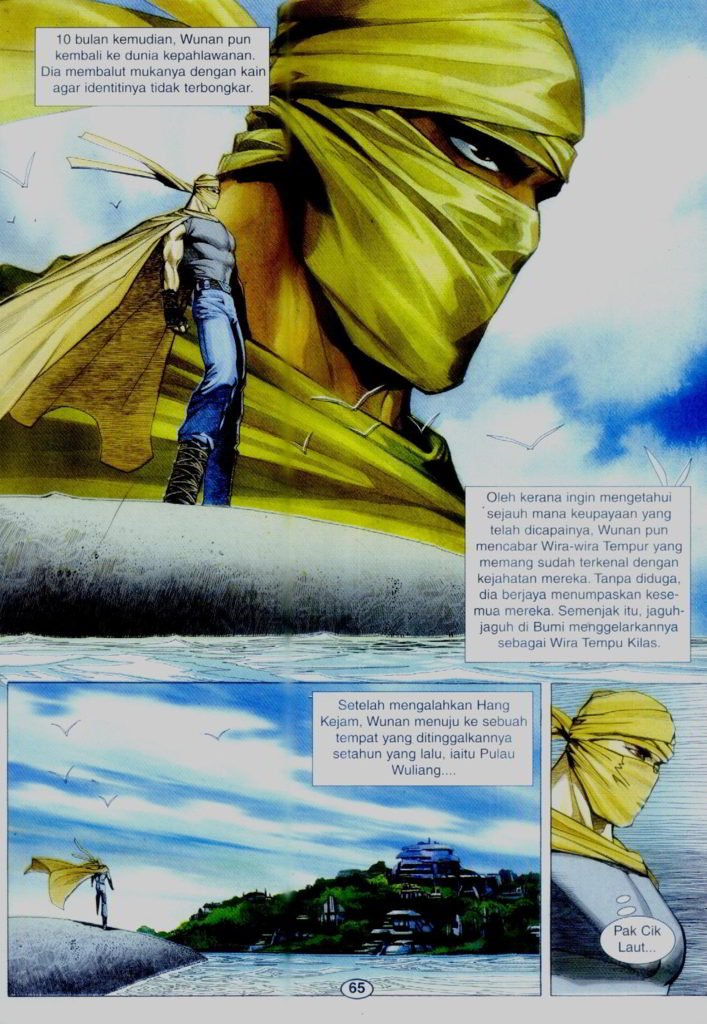 10 bulan kemudian, Wunan pun
kembali ke dunia kepahlawanan.
Dia membalut mukanya dengan kain
agar identitinya tidak terbongkar.
Oleh kerana ingin mengetahui
sejauh mana keupayaan yang
telah dicapainya, Wunan pun
mencabar Wira-wira Tempur yang
memang sudah terkenal dengan
kejahatan mereka. Tanpa diduga,
dia berjaya menumpaskan kese-
mua mereka. Semenjak itu, jaguh-
jaguh di Bumi menggelarkannya
sebagai Wira Tempu Kilas.
Setelah mengalahkan Hang
Kejam, Wunan menuju ke sebuah
tempat yang ditinggalkannya
setahun yang lalu, iaitu Pulau
Wuliang....
Pak Cik
Laut...
65